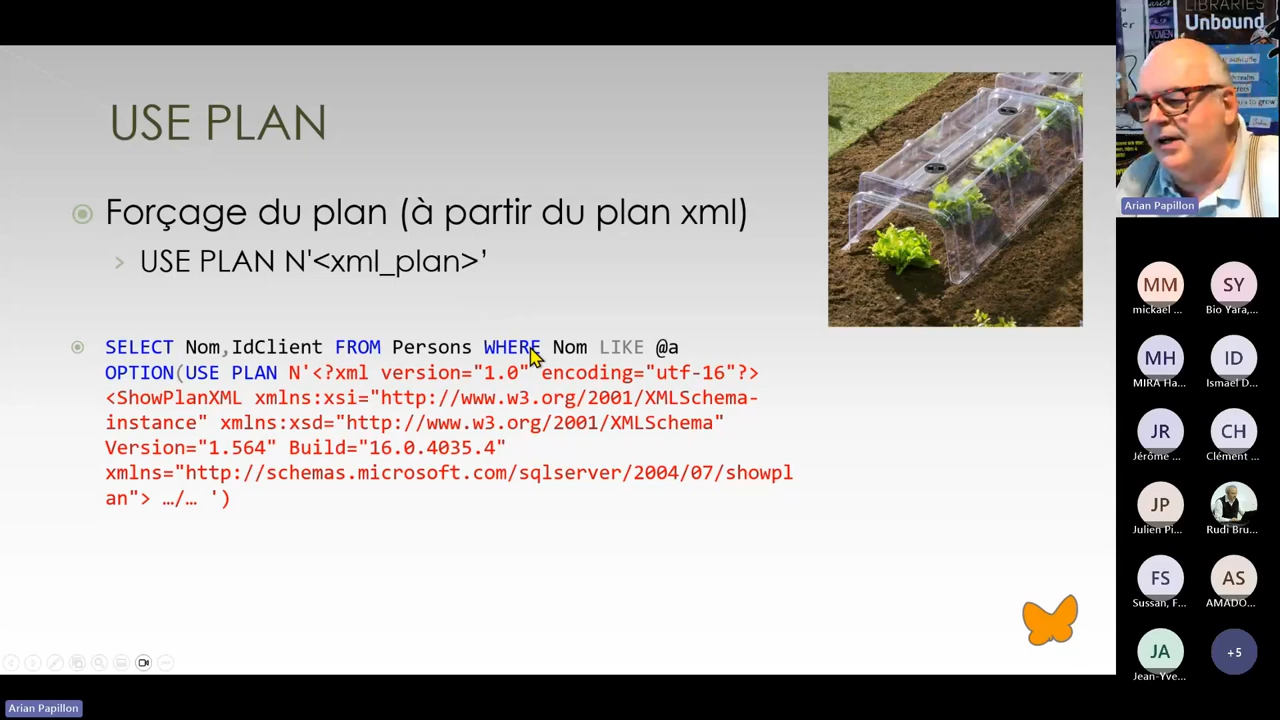 USE PLAN
Forçage du plan (à partir du plan xml)
USE PLAN N'<xml_plan>’
SELECT Nom,IdClient FROM Persons WHERE Nom LIKE @a
OPTION(USE PLAN N'<?xml version="1.0" encoding="utf-16"?>
<ShowPlanXML xmlns:xsi="http://www.w3.org/2001/XMLSchema-
instance" xmlns:xsd="http://www.w3.org/2001/XMLSchema"
Version="1.564" Build="16.0.4035.4"
xmlns="http://schemas.microsoft.com/sqlserver/2004/07/showpl
an"> …/… ')
LIBRARIES
Unbound
Arian Papillon
MM
mickael ...
SY
Bio Yara,...
MH
MIRA Ha...
ID
Ismael D...
JR
Jérôme ...
CH
Clément ...
JP
Julien Pi...
Rudi Bru...
FS
Sussan, F...
AS
AMADO...
JA
Jean-Yve...
+5
Arian Papillon